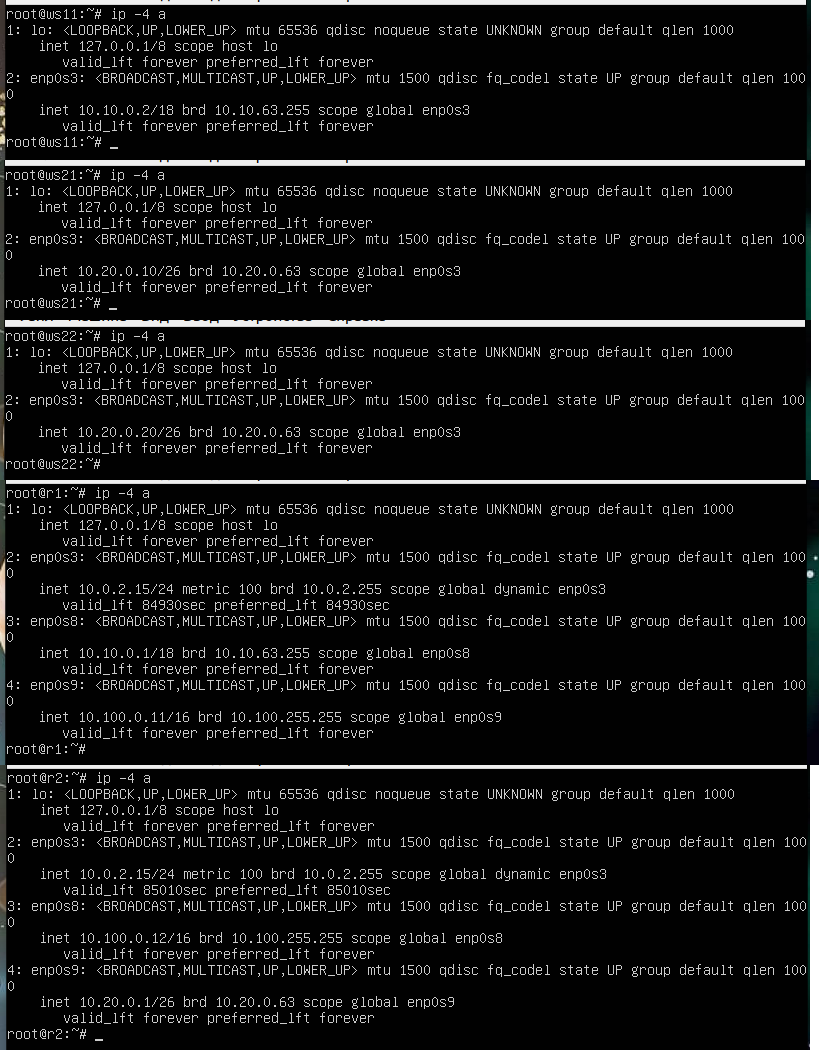 root@ws11:~# ip -4 a
1: lo: <LOOPBACK,UP,LOWER_UP> mtu 65536 qdisc noqueue state UNKNOWN group default qlen 1000
    inet 127.0.0.1/8 scope host lo
       valid_lft forever preferred_lft forever
2: enp0s3: <BROADCAST,MULTICAST,UP,LOWER_UP> mtu 1500 qdisc fq_codel state UP group default qlen 100
0
    inet 10.10.0.2/18 brd 10.10.63.255 scope global enp0s3
       valid_lft forever preferred_lft forever
root@ws11:~# _
root@ws21:~# ip -4 a
1: lo: <LOOPBACK,UP,LOWER_UP> mtu 65536 qdisc noqueue state UNKNOWN group default qlen 1000
    inet 127.0.0.1/8 scope host lo
       valid_lft forever preferred_lft forever
2: enp0s3: <BROADCAST,MULTICAST,UP,LOWER_UP> mtu 1500 qdisc fq_codel state UP group default qlen 100
0
    inet 10.20.0.10/26 brd 10.20.0.63 scope global enp0s3
       valid_lft forever preferred_lft forever
root@ws21:~# _
root@ws22:~# ip -4 a
1: lo: <LOOPBACK,UP,LOWER_UP> mtu 65536 qdisc noqueue state UNKNOWN group default qlen 1000
    inet 127.0.0.1/8 scope host lo
       valid_lft forever preferred_lft forever
2: enp0s3: <BROADCAST,MULTICAST,UP,LOWER_UP> mtu 1500 qdisc fq_codel state UP group default qlen 100
0
    inet 10.20.0.20/26 brd 10.20.0.63 scope global enp0s3
       valid_lft forever preferred_lft forever
root@ws22:~#
root@r1:~# ip -4 a
1: lo: <LOOPBACK,UP,LOWER_UP> mtu 65536 qdisc noqueue state UNKNOWN group default qlen 1000
    inet 127.0.0.1/8 scope host lo
       valid_lft forever preferred_lft forever
2: enp0s3: <BROADCAST,MULTICAST,UP,LOWER_UP> mtu 1500 qdisc fq_codel state UP group default qlen 100
0
    inet 10.0.2.15/24 metric 100 brd 10.0.2.255 scope global dynamic enp0s3
       valid_lft 84930sec preferred_lft 84930sec
3: enp0s8: <BROADCAST,MULTICAST,UP,LOWER_UP> mtu 1500 qdisc fq_codel state UP group default qlen 100
0
    inet 10.10.0.1/18 brd 10.10.63.255 scope global enp0s8
       valid_lft forever preferred_lft forever
4: enp0s9: <BROADCAST,MULTICAST,UP,LOWER_UP> mtu 1500 qdisc fq_codel state UP group default qlen 100
0
    inet 10.100.0.11/16 brd 10.100.255.255 scope global enp0s9
       valid_lft forever preferred_lft forever
root@r1:~#
root@r2:~# ip -4 a
1: lo: <LOOPBACK,UP,LOWER_UP> mtu 65536 qdisc noqueue state UNKNOWN group default qlen 1000
    inet 127.0.0.1/8 scope host lo
       valid_lft forever preferred_lft forever
2: enp0s3: <BROADCAST,MULTICAST,UP,LOWER_UP> mtu 1500 qdisc fq_codel state UP group default qlen 100
0
    inet 10.0.2.15/24 metric 100 brd 10.0.2.255 scope global dynamic enp0s3
       valid_lft 85010sec preferred_lft 85010sec
3: enp0s8: <BROADCAST,MULTICAST,UP,LOWER_UP> mtu 1500 qdisc fq_codel state UP group default qlen 100
0
    inet 10.100.0.12/16 brd 10.100.255.255 scope global enp0s8
       valid_lft forever preferred_lft forever
4: enp0s9: <BROADCAST,MULTICAST,UP,LOWER_UP> mtu 1500 qdisc fq_codel state UP group default qlen 100
0
    inet 10.20.0.1/26 brd 10.20.0.63 scope global enp0s9
       valid_lft forever preferred_lft forever
root@r2:~# _